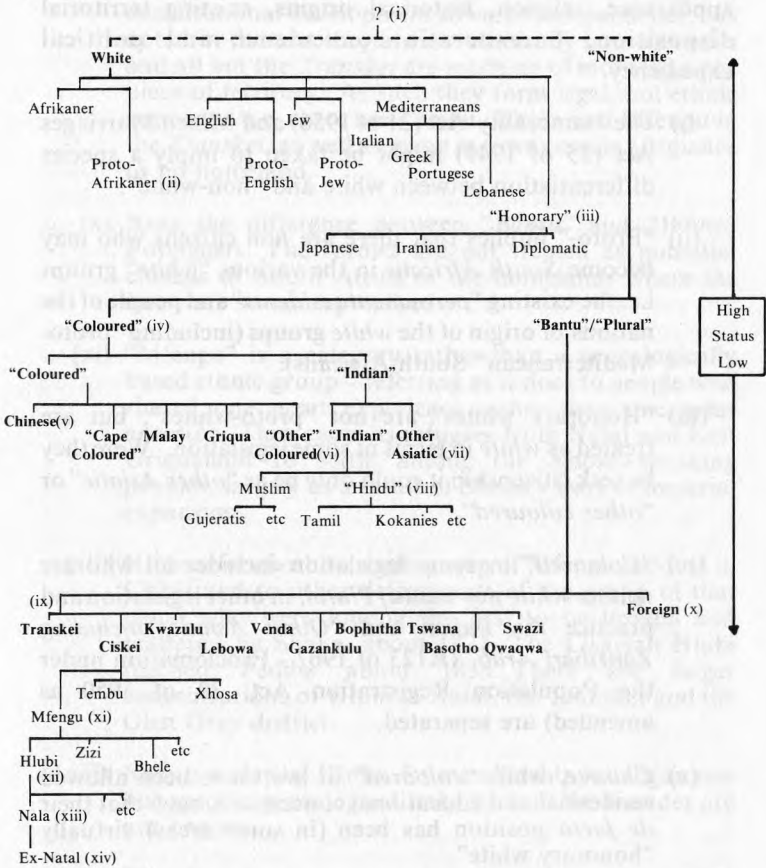 ? (i)
White "Non-white"
Afrikaner English Jew Mediterraneans
Italian
Proto- Proto- Proto- Greek
Afrikaner (ii) English Jew Portugese
Lebanese
"Honorary" (iii)
Japanese Iranian Diplomatic
"Coloured" (iv) "Bantu"/"Plural"
High
Status
Low
"Coloured" "Indian"
Chinese(v)
"Cape Malay Griqua "Other" "Indian" Other
Coloured" Coloured(vi) Asiatic (vii)
Muslim "Hindu" (viii)
Gujeratis etc Tamil Kokanies etc
(ix) Foreign (x)
Transkei Kwazulu Venda Bophutha Tswana Swazi
Ciskei Lebowa Gazankulu Basotho Qwaqwa
Tembu Xhosa
Mfengu (xi)
Zizi etc
Hlubi Bhele
(xii)
etc
Nala (xiii)
Ex-Natal (xiv)